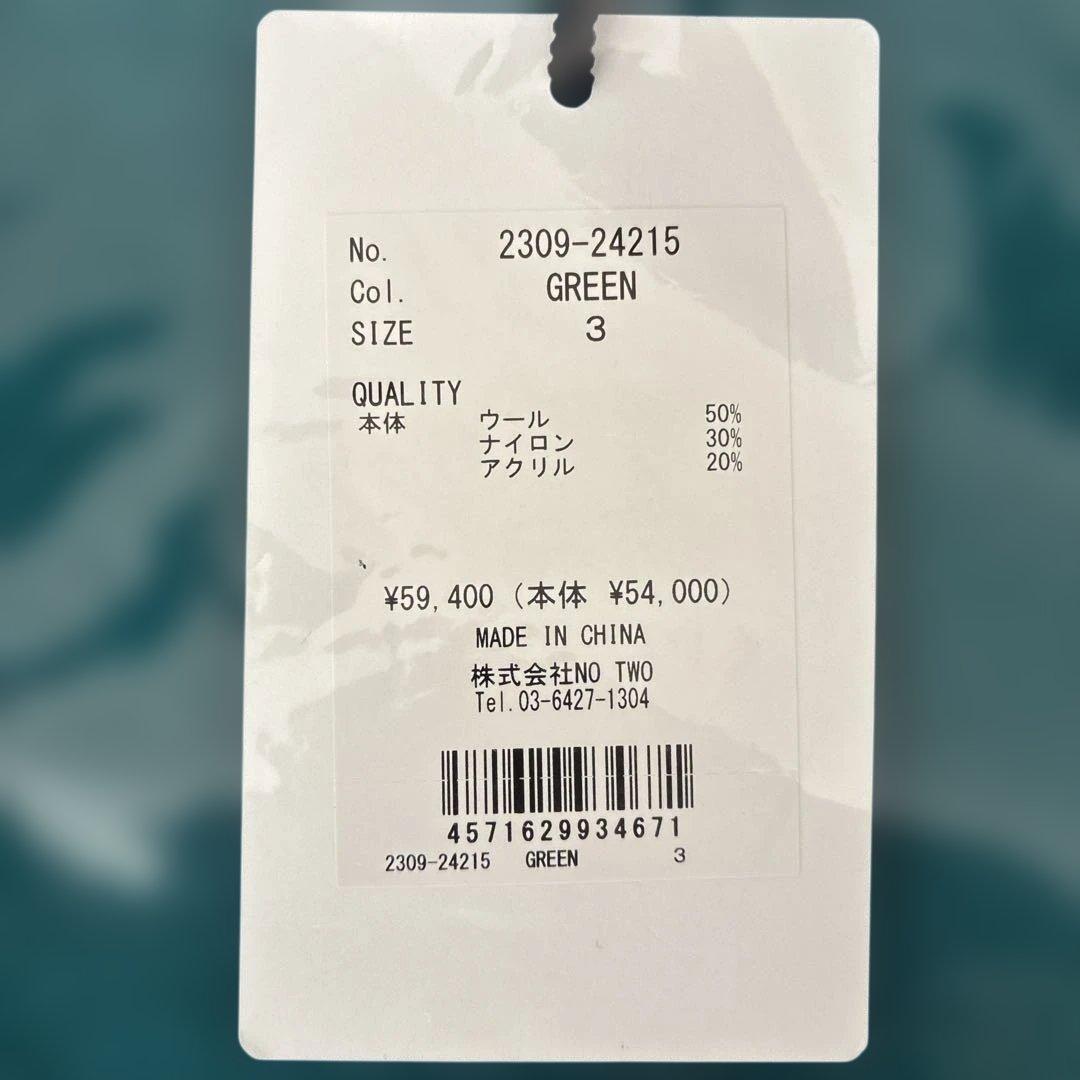 No. 2309-24215
Col. GREEN
SIZE 3
QUALITY
本体 ウール 50%
ナイロン 30%
アクリル 20%
¥59,400 (本体 ¥54,000)
MADE IN CHINA
株式会社NO TWO
Tel.03-6427-1304
4571629934671
2309-24215 GREEN 3